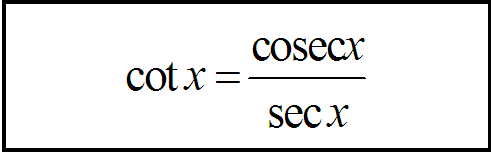 cot x = cosecx / sec x